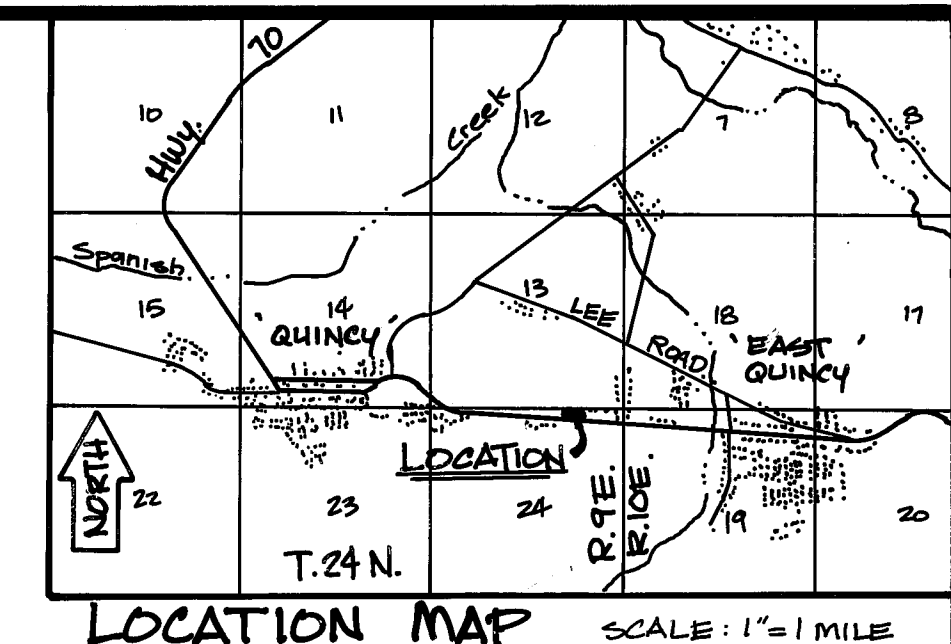 70
10
11
12
7
8
HWY.
Creek
Spanish
15
14
13
18
17
LEE ROAD
' QUINCY '
' EAST '
QUINCY
LOCATION
NORTH
22
23
24
R.9E.
R.10E.
19
20
T.24N.
LOCATION MAP
SCALE: 1"=1 MILE